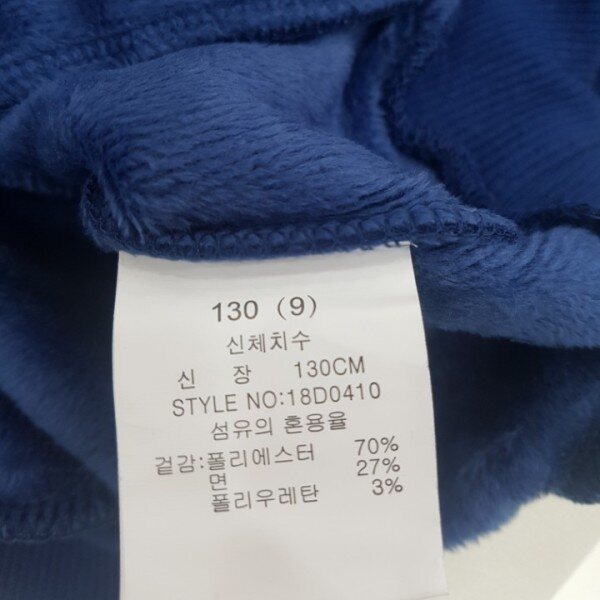 130 (9)
신체치수
신 장 130CM
STYLE NO:18D0410
섬유의 혼용율
겉감:폴리에스터 70%
면 27%
폴리우레탄 3%